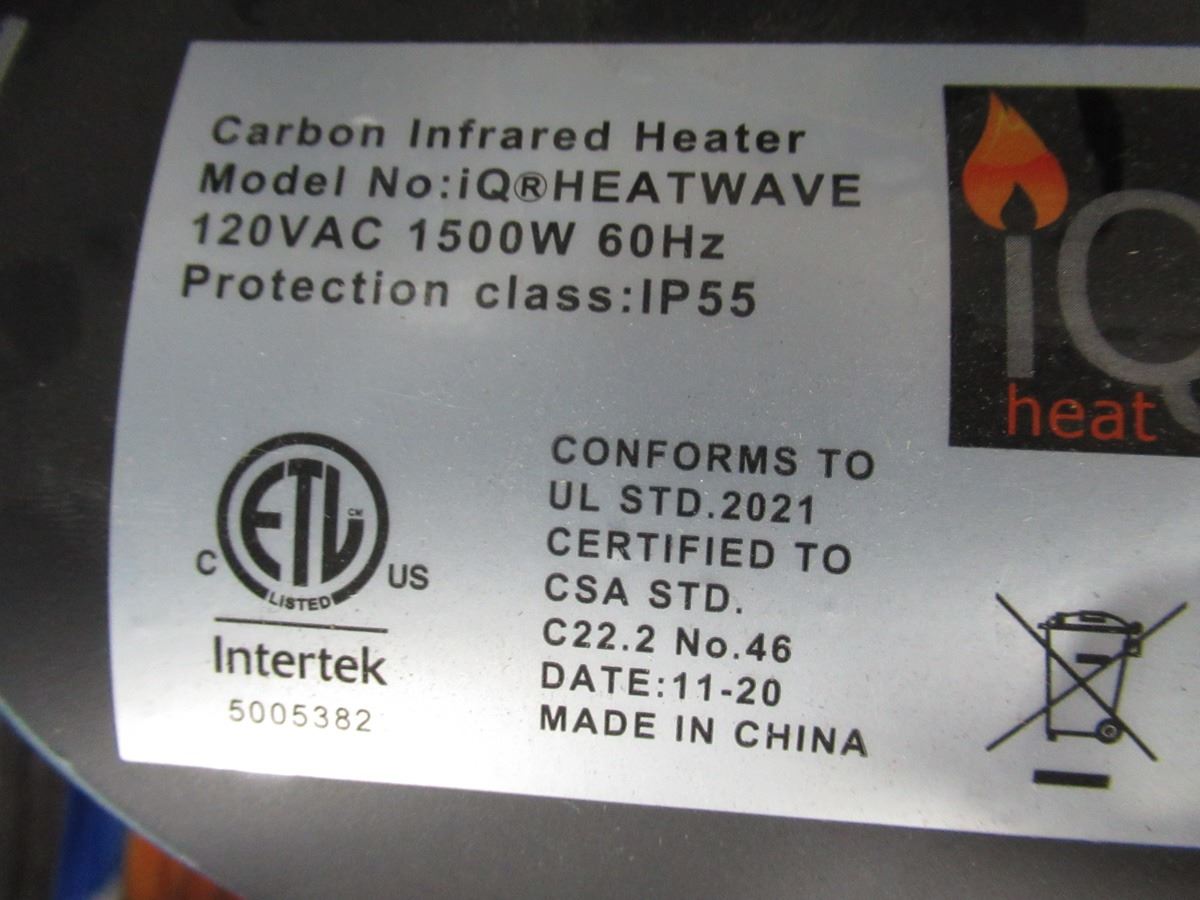 Carbon Infrared Heater
Model No:iQ®HEATWAVE
120VAC 1500W 60Hz
Protection class:IP55
iQ
heat
ETL CM
C US
LISTED
Intertek
5005382
CONFORMS TO
UL STD.2021
CERTIFIED TO
CSA STD.
C22.2 No.46
DATE:11-20
MADE IN CHINA